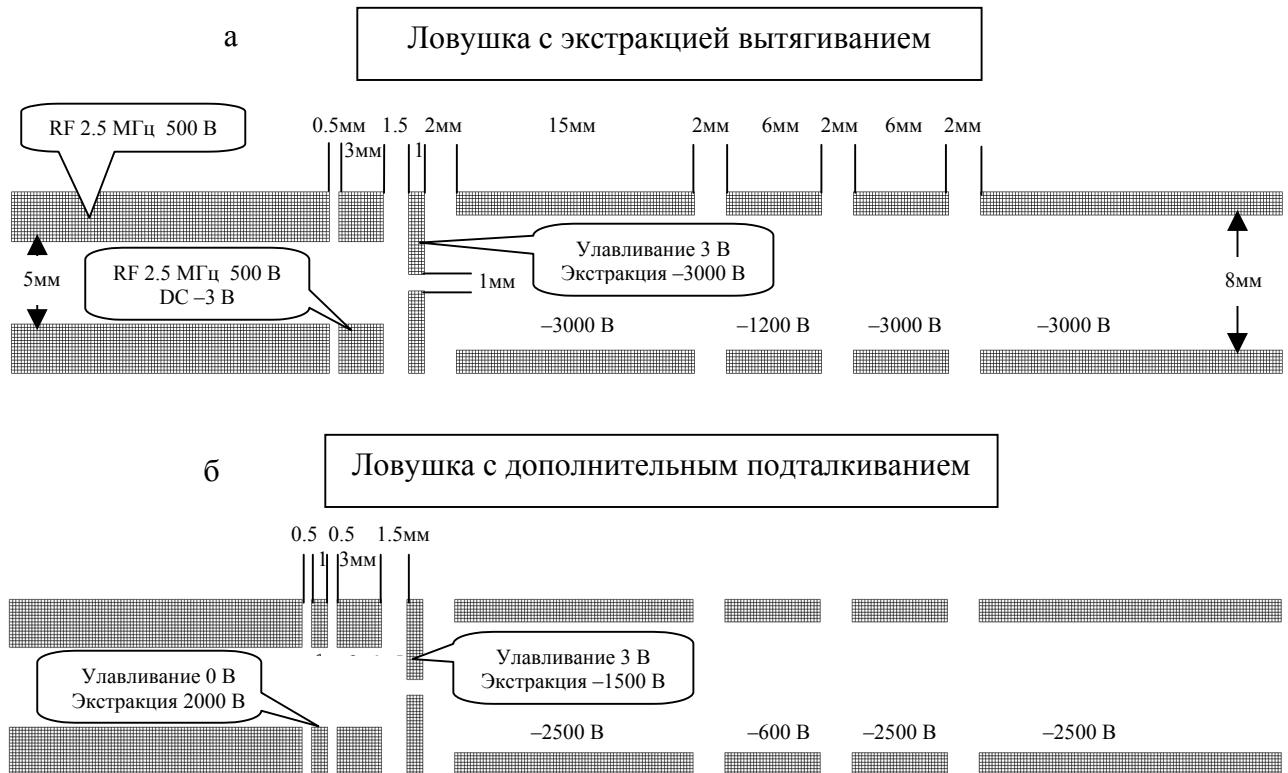 а
Ловушка с экстракцией вытягиванием
RF 2.5 МГц 500 В
0.5мм 1.5 2мм 15мм 2мм 6мм 2мм 6мм 2мм
3мм 1
5мм
RF 2.5 МГц 500 В
DC –3 В
Улавливание 3 В
Экстракция –3000 В
1мм
8мм
–3000 В –1200 В –3000 В –3000 В
б
Ловушка с дополнительным подталкиванием
0.5 0.5 1.5мм
1 3мм
Улавливание 0 В
Экстракция 2000 В
Улавливание 3 В
Экстракция –1500 В
–2500 В –600 В –2500 В –2500 В